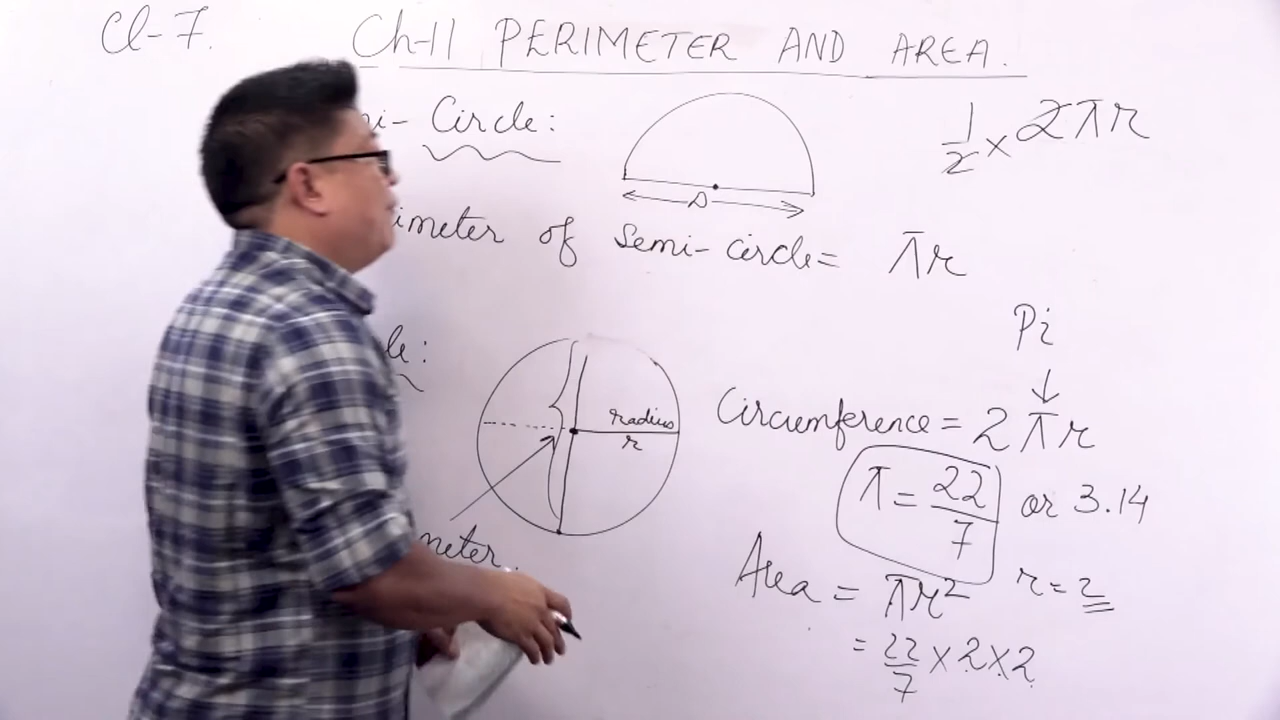 Cl-7.
Ch-11 PERIMETER AND AREA.
Circle:
1/2 × 2πr
D
of Semi-circle = πr
Pi
radius
r
Circumference = 2πr
π = 22/7 or 3.14
Area = πr² r = 2
= 22/7 × 2 × 2